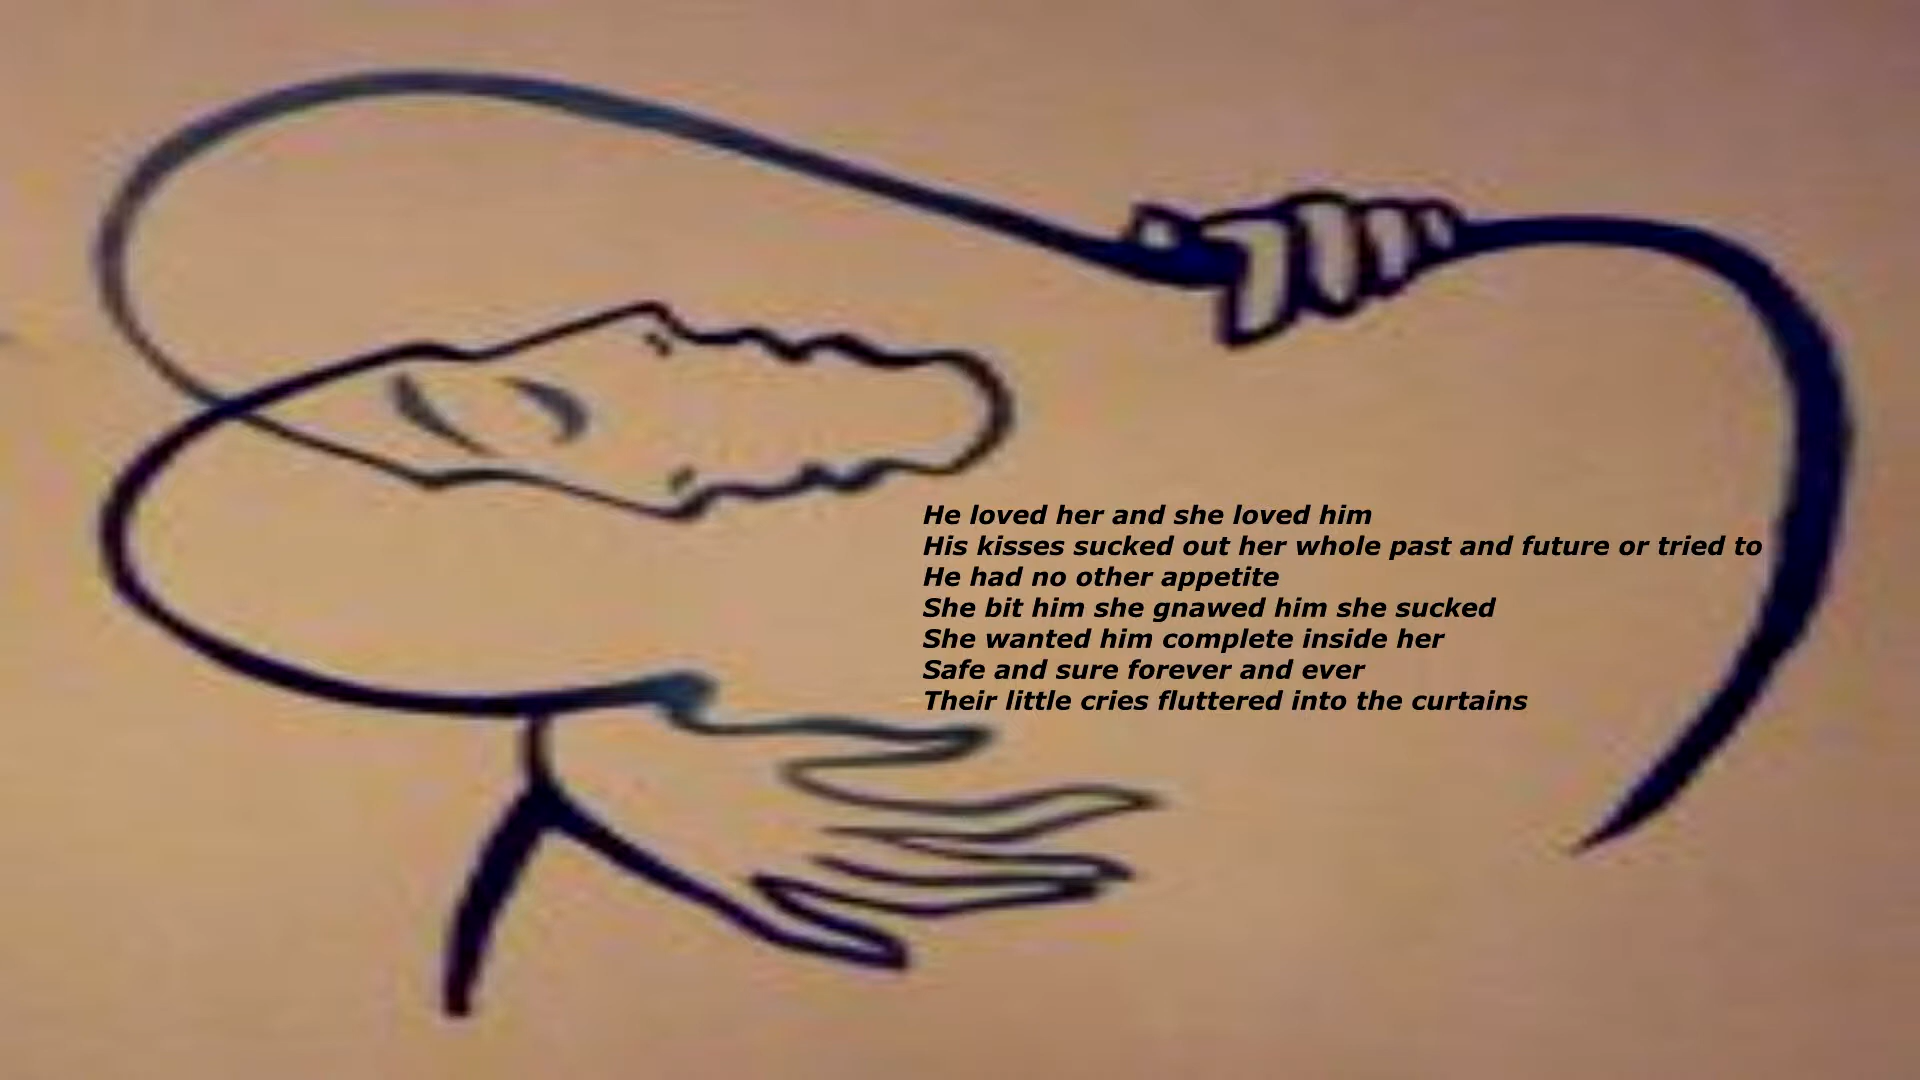 He loved her and she loved him
His kisses sucked out her whole past and future or tried to
He had no other appetite
She bit him she gnawed him she sucked
She wanted him complete inside her
Safe and sure forever and ever
Their little cries fluttered into the curtains